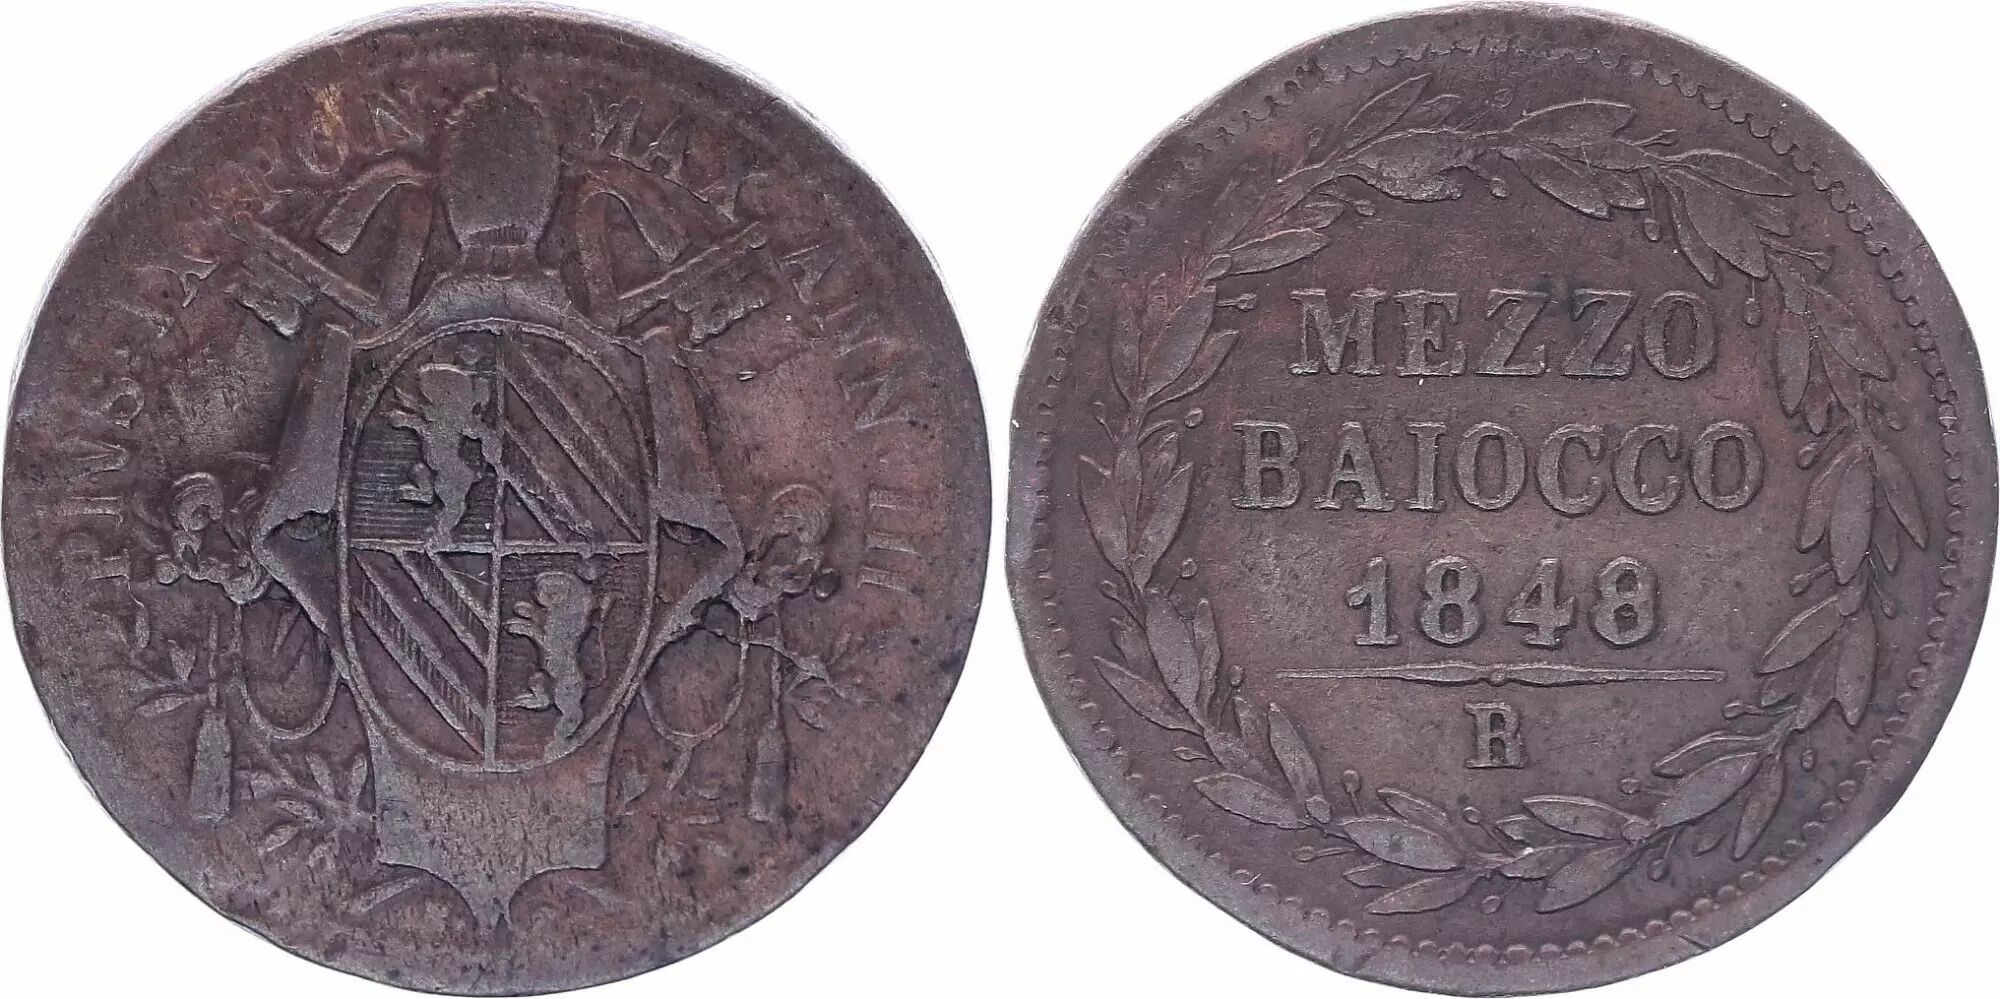 PIVS. IX. PON. MAX. ANN. III
MEZZO
BAIOCCO
1848
R